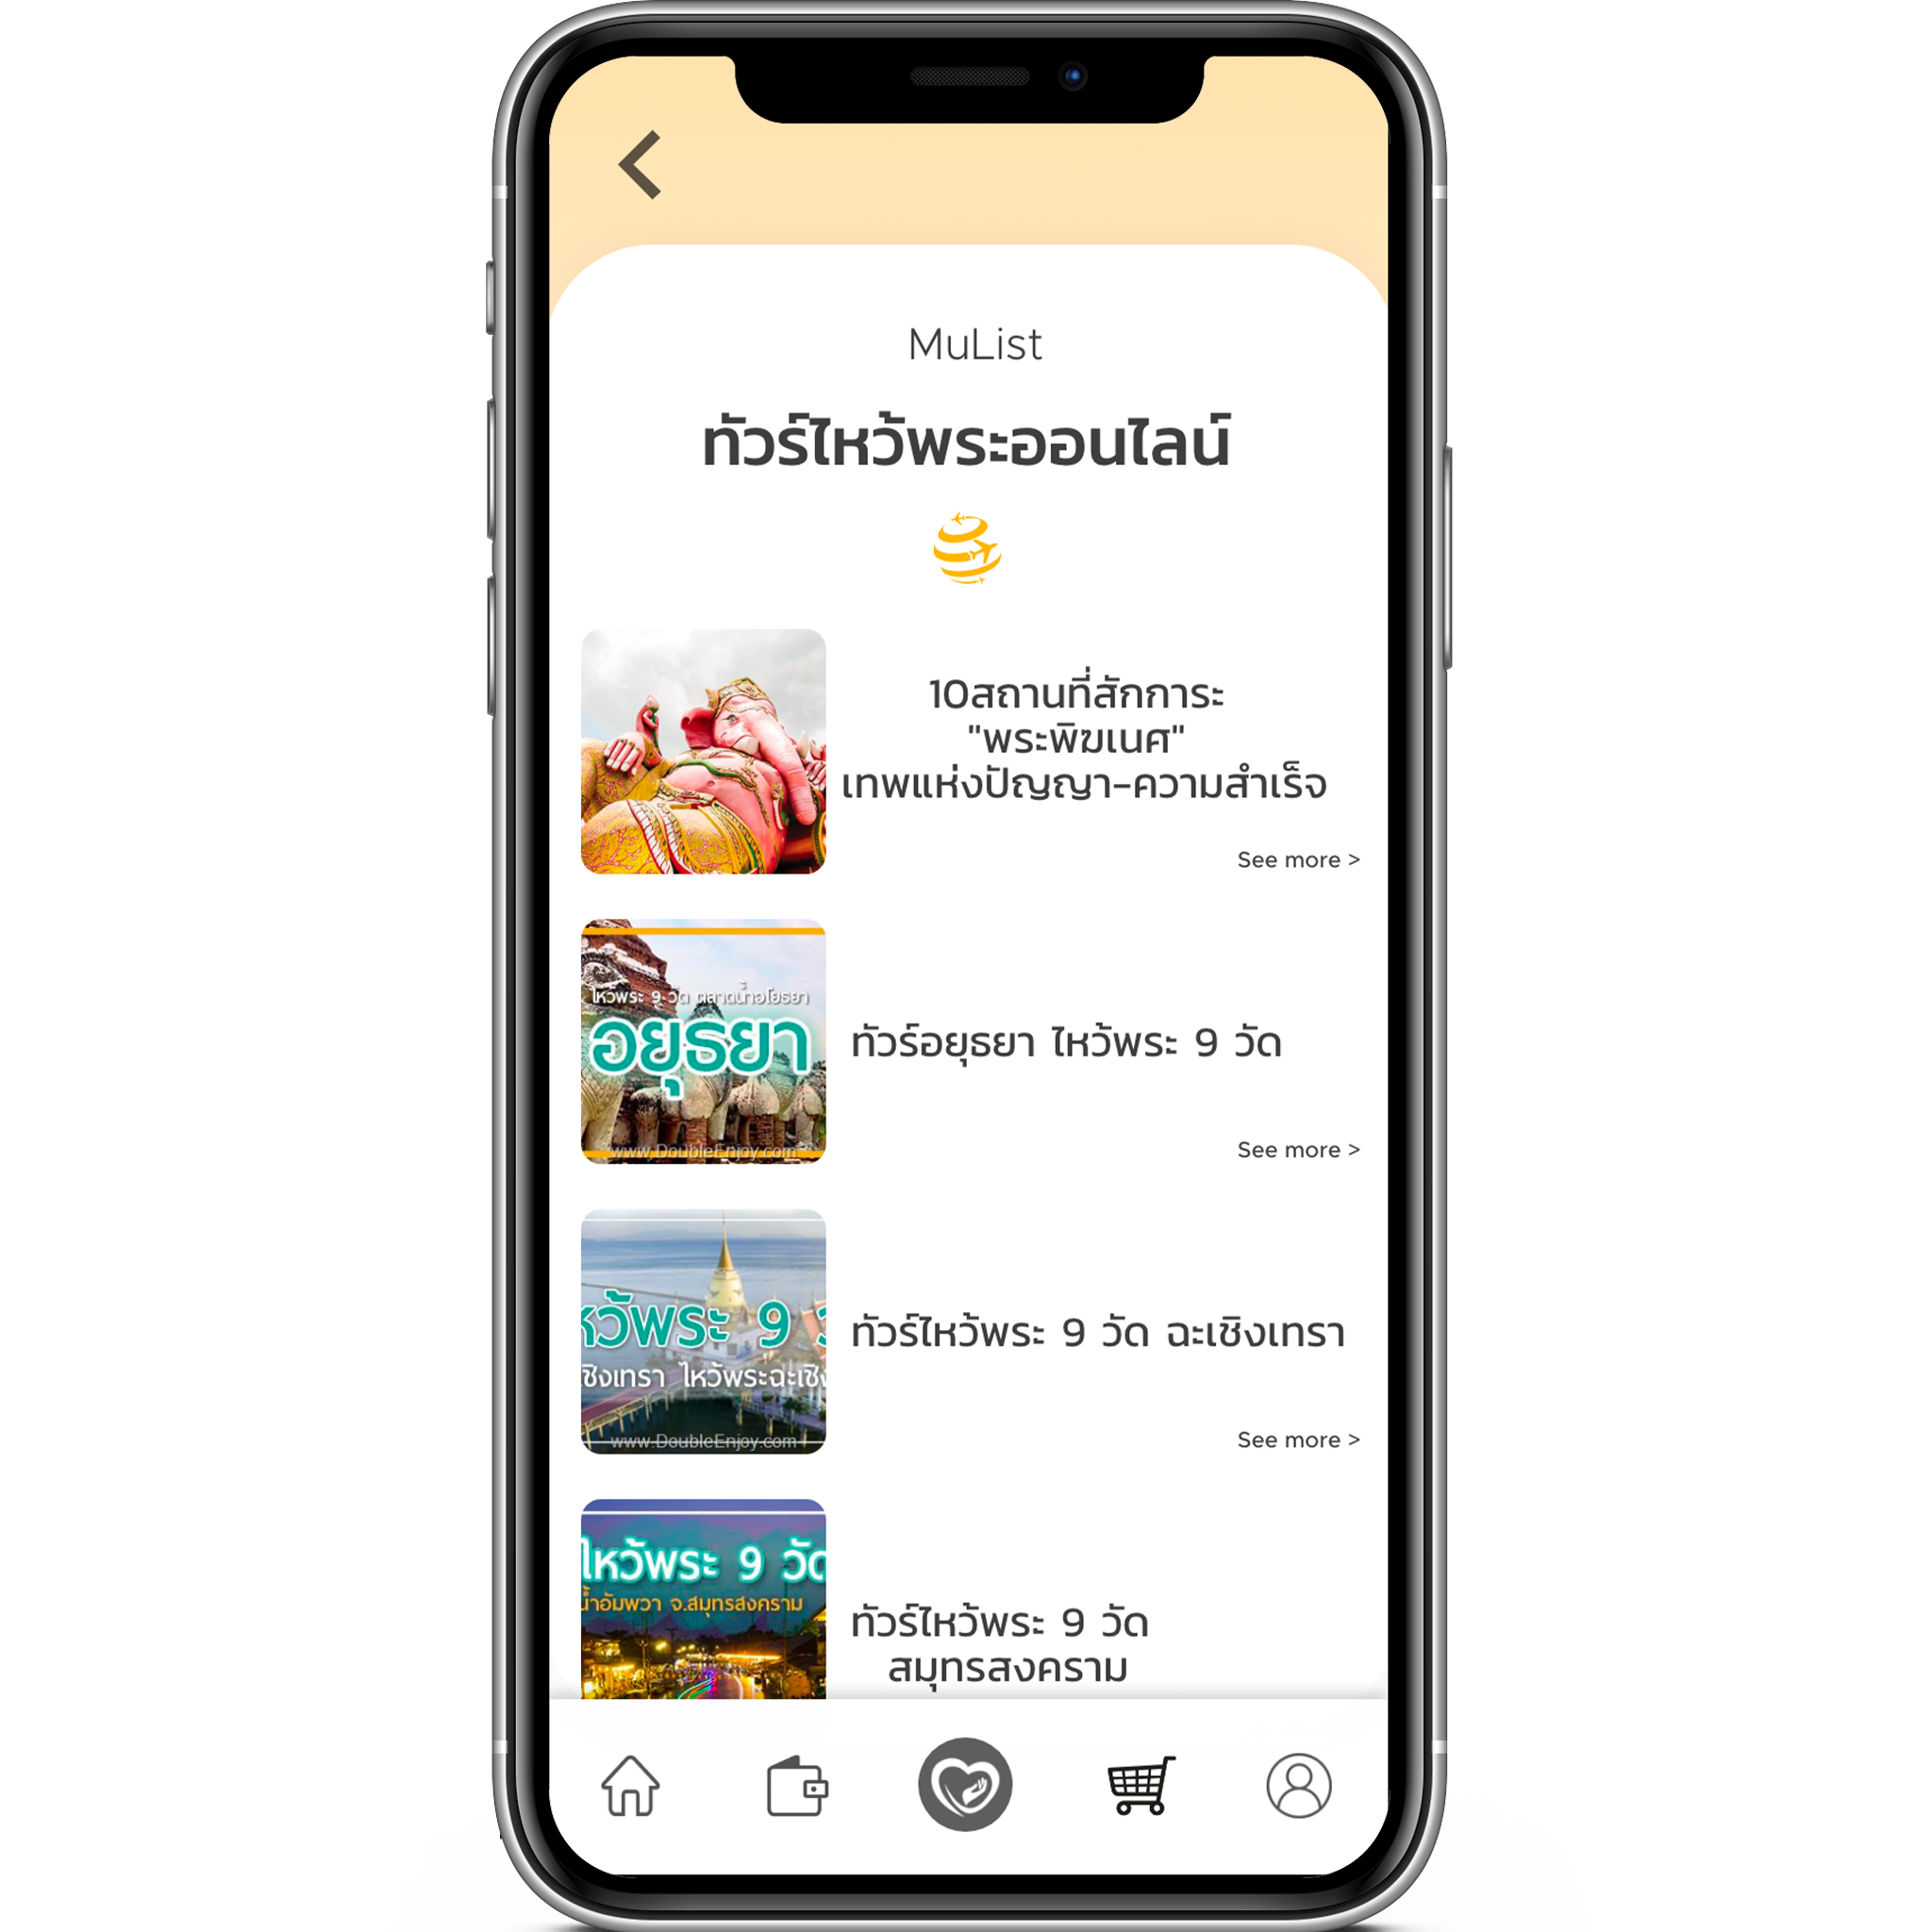 MuList
ทัวร์ไหว้พระออนไลน์
10สถานที่สักการะ
"พระพิฆเนศ"
เทพแห่งปัญญา-ความสำเร็จ
See more >
ไหว้พระ 9 วัด ตลาดน้ำอโยธยา
อยุธยา
www.DoubleEnjoy.com
ทัวร์อยุธยา ไหว้พระ 9 วัด
See more >
หว้พระ 9
เชิงเทรา ไหว้พระฉะเชิง
www.DoubleEnjoy.com
ทัวร์ไหว้พระ 9 วัด ฉะเชิงเทรา
See more >
ไหว้พระ 9 วัด
น้ำอัมพวา จ.สมุทรสงคราม
ทัวร์ไหว้พระ 9 วัด
สมุทรสงคราม